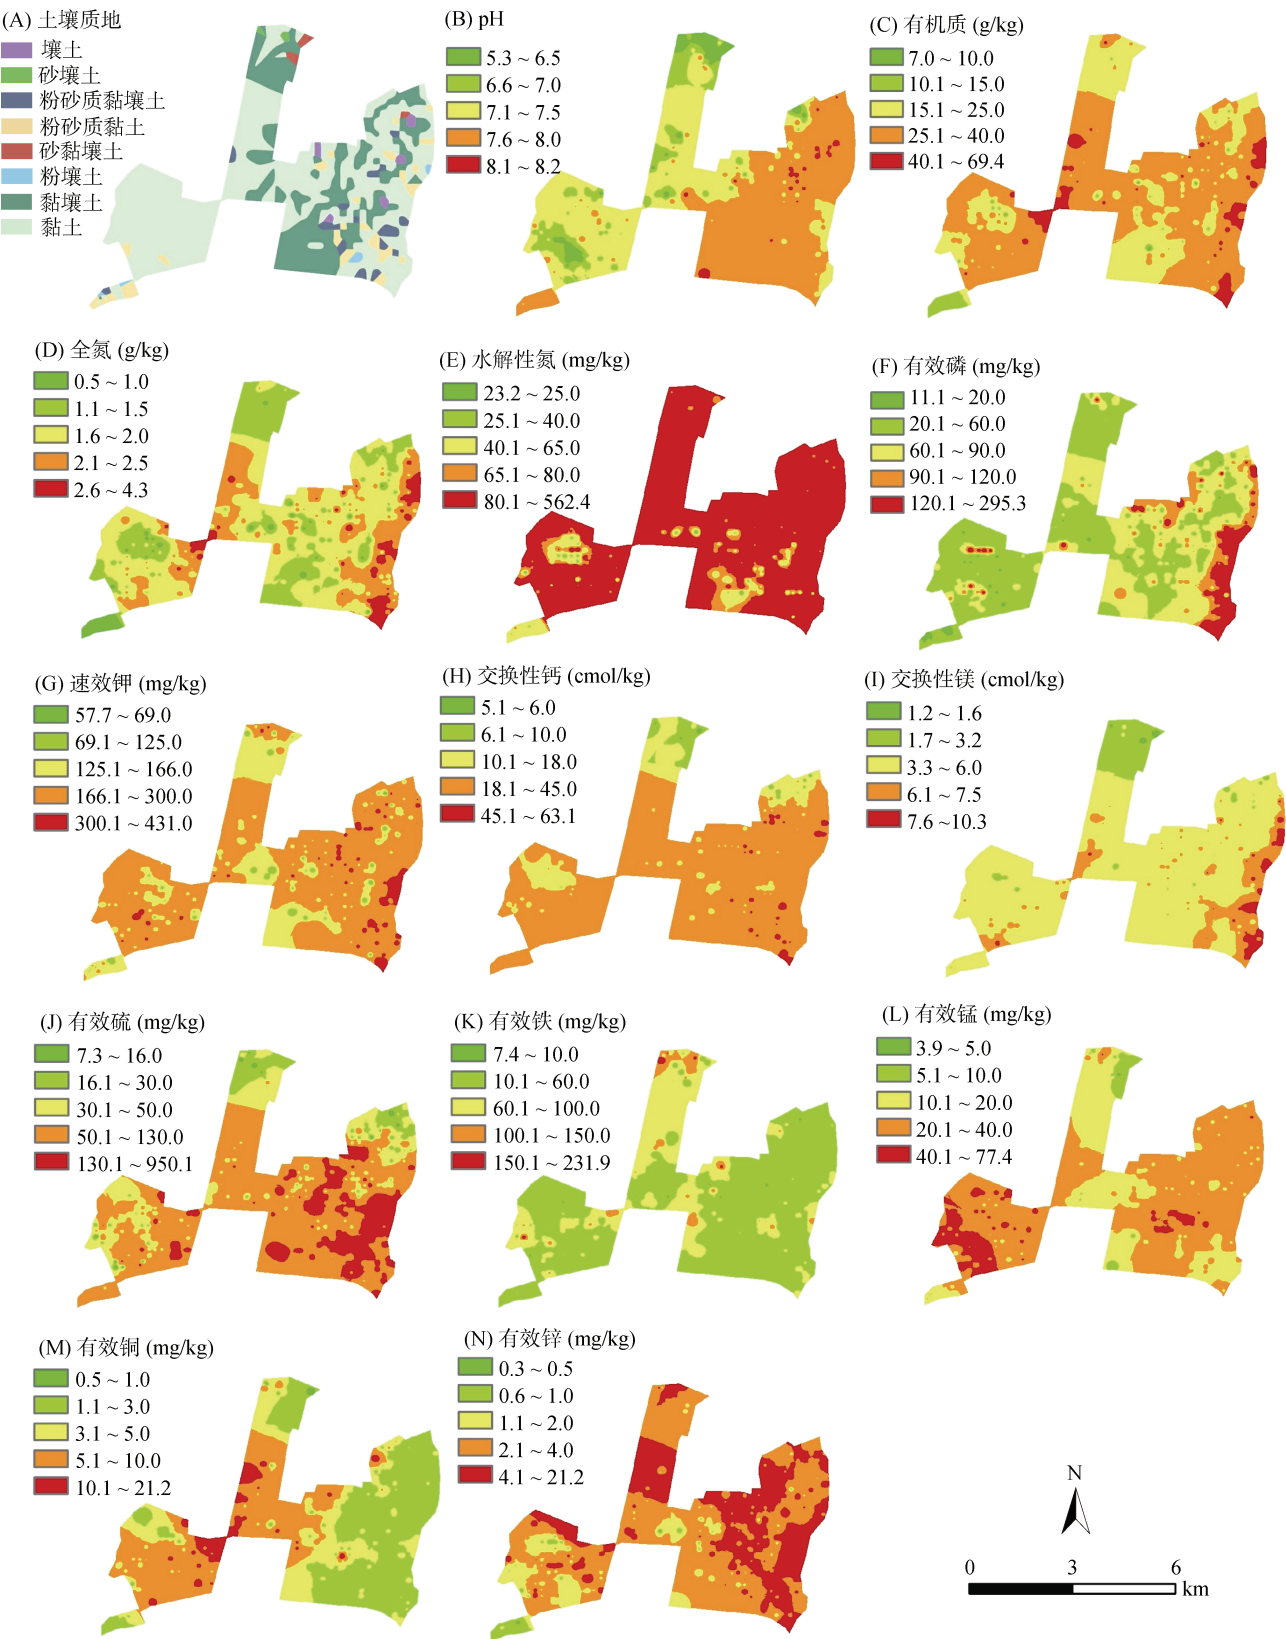 (A) 土壤质地
壤土
砂壤土
粉砂质黏壤土
粉砂质黏土
砂黏壤土
粉壤土
黏壤土
黏土
(B) pH
5.3 ~ 6.5
6.6 ~ 7.0
7.1 ~ 7.5
7.6 ~ 8.0
8.1 ~ 8.2
(C) 有机质 (g/kg)
7.0 ~ 10.0
10.1 ~ 15.0
15.1 ~ 25.0
25.1 ~ 40.0
40.1 ~ 69.4
(D) 全氮 (g/kg)
0.5 ~ 1.0
1.1 ~ 1.5
1.6 ~ 2.0
2.1 ~ 2.5
2.6 ~ 4.3
(E) 水解性氮 (mg/kg)
23.2 ~ 25.0
25.1 ~ 40.0
40.1 ~ 65.0
65.1 ~ 80.0
80.1 ~ 562.4
(F) 有效磷 (mg/kg)
11.1 ~ 20.0
20.1 ~ 60.0
60.1 ~ 90.0
90.1 ~ 120.0
120.1 ~ 295.3
(G) 速效钾 (mg/kg)
57.7 ~ 69.0
69.1 ~ 125.0
125.1 ~ 166.0
166.1 ~ 300.0
300.1 ~ 431.0
(H) 交换性钙 (cmol/kg)
5.1 ~ 6.0
6.1 ~ 10.0
10.1 ~ 18.0
18.1 ~ 45.0
45.1 ~ 63.1
(I) 交换性镁 (cmol/kg)
1.2 ~ 1.6
1.7 ~ 3.2
3.3 ~ 6.0
6.1 ~ 7.5
7.6 ~10.3
(J) 有效硫 (mg/kg)
7.3 ~ 16.0
16.1 ~ 30.0
30.1 ~ 50.0
50.1 ~ 130.0
130.1 ~ 950.1
(K) 有效铁 (mg/kg)
7.4 ~ 10.0
10.1 ~ 60.0
60.1 ~ 100.0
100.1 ~ 150.0
150.1 ~ 231.9
(L) 有效锰 (mg/kg)
3.9 ~ 5.0
5.1 ~ 10.0
10.1 ~ 20.0
20.1 ~ 40.0
40.1 ~ 77.4
(M) 有效铜 (mg/kg)
0.5 ~ 1.0
1.1 ~ 3.0
3.1 ~ 5.0
5.1 ~ 10.0
10.1 ~ 21.2
(N) 有效锌 (mg/kg)
0.3 ~ 0.5
0.6 ~ 1.0
1.1 ~ 2.0
2.1 ~ 4.0
4.1 ~ 21.2
N
0 3 6
km